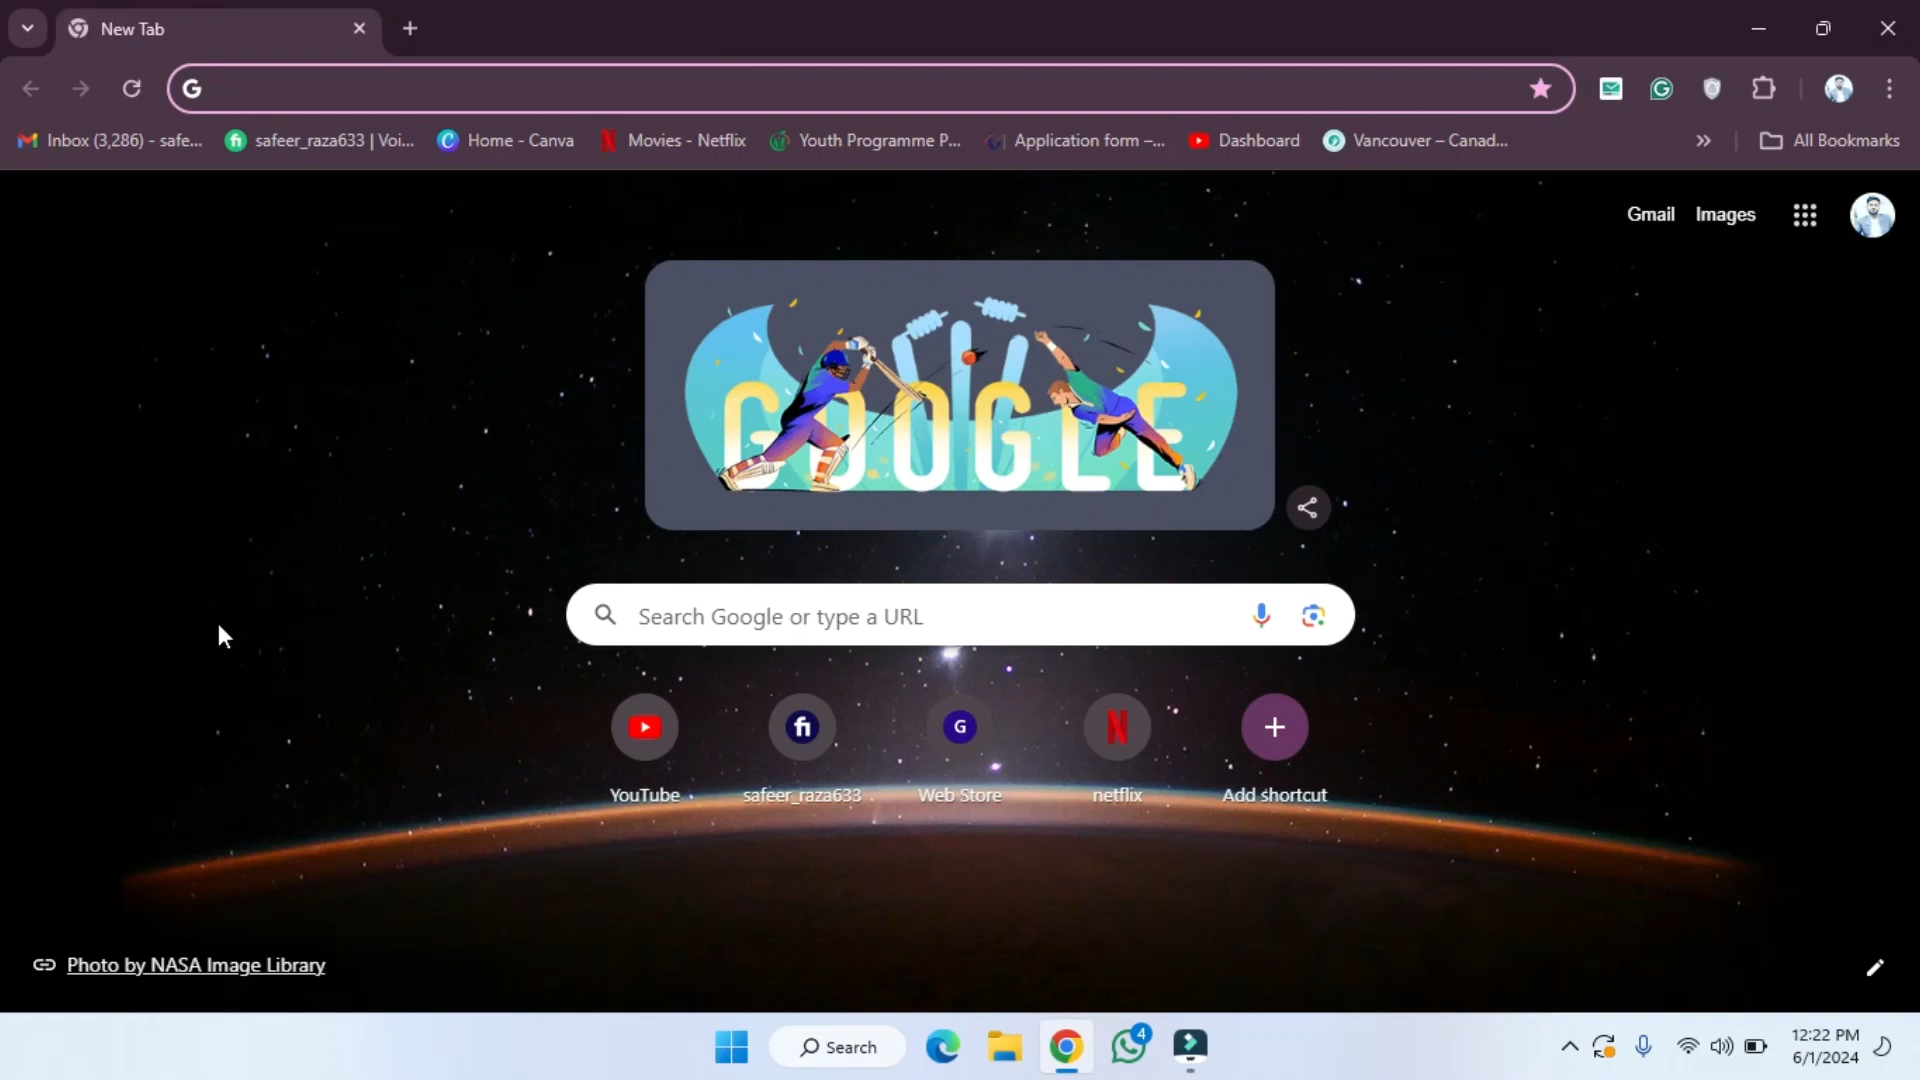 New Tab
G
Inbox (3,286) - safe... safeer_raza633 | Voi... Home - Canva Movies - Netflix Youth Programme P... Application form –... Dashboard Vancouver – Canad... All Bookmarks
Gmail Images
GOOGLE
Search Google or type a URL
fi G N
YouTube safeer_raza633 Web Store netflix Add shortcut
Photo by NASA Image Library
Search 4 12:22 PM
6/1/2024